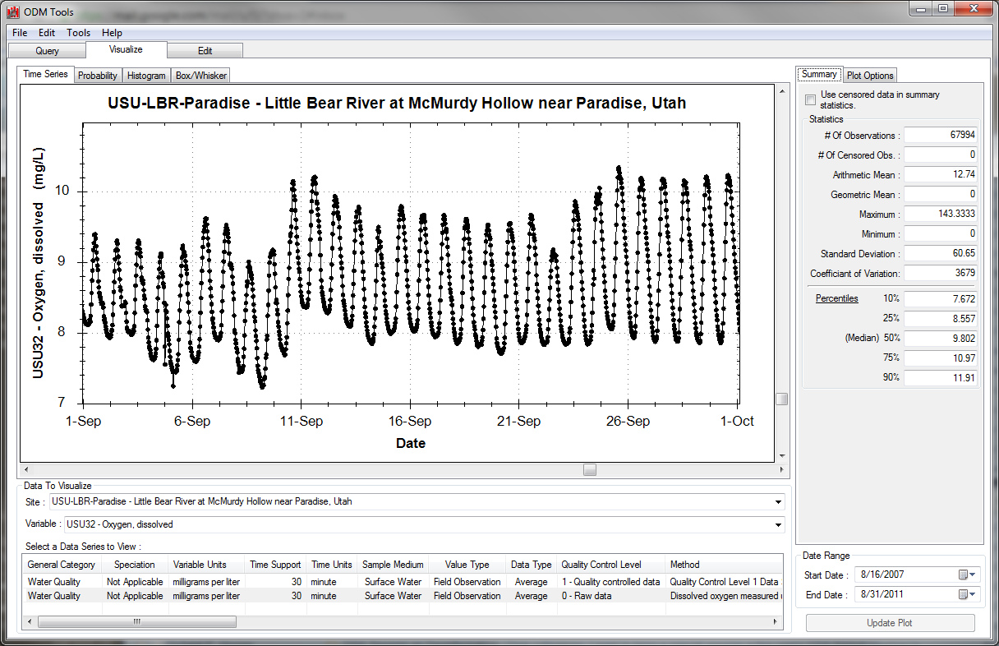 ODM Tools
File Edit Tools Help
Query Visualize Edit
Time Series Probability Histogram Box/Whisker
USU-LBR-Paradise - Little Bear River at McMurdy Hollow near Paradise, Utah
USU32 - Oxygen, dissolved (mg/L)
10
9
8
7
1-Sep 6-Sep 11-Sep 16-Sep 21-Sep 26-Sep 1-Oct
Date
Summary Plot Options
Use censored data in summary
statistics.
Statistics
# Of Observations : 67994
# Of Censored Obs. : 0
Arithmetic Mean : 12.74
Geometric Mean : 0
Maximum : 143.3333
Minimum : 0
Standard Deviation : 60.65
Coefficiant of Variation: 3679
Percentiles 10% 7.672
25% 8.557
(Median) 50% 9.802
75% 10.97
90% 11.91
Data To Visualize
Site : USU-LBR-Paradise - Little Bear River at McMurdy Hollow near Paradise, Utah
Variable : USU32 - Oxygen, dissolved
Select a Data Series to View :
General Category Speciation Variable Units Time Support Time Units Sample Medium Value Type Data Type Quality Control Level Method
Water Quality Not Applicable milligrams per liter 30 minute Surface Water Field Observation Average 1 - Quality controlled data Quality Control Level 1 Data
Water Quality Not Applicable milligrams per liter 30 minute Surface Water Field Observation Average 0 - Raw data Dissolved oxygen measured
Date Range
Start Date : 8/16/2007
End Date : 8/31/2011
Update Plot